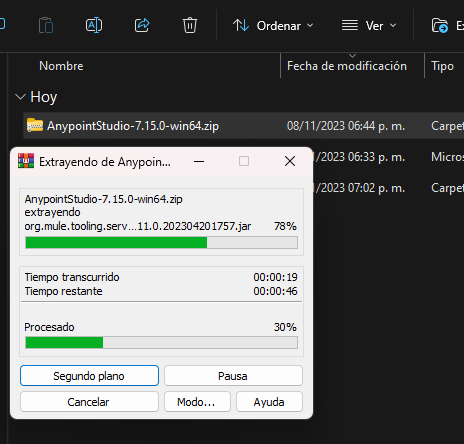 Ordenar
Ver
Ex
Nombre
Fecha de modificación
Tipo
Hoy
AnypointStudio-7.15.0-win64.zip
08/11/2023 06:44 p. m.
Carpet
1/2023 06:33 p. m.
Micros
1/2023 07:02 p. m.
Carpet
Extrayendo de Anypoin...
AnypointStudio-7.15.0-win64.zip
extrayendo
org.mule.tooling.serv...11.0.202304201757.jar
78%
Tiempo transcurrido
00:00:19
Tiempo restante
00:00:46
Procesado
30%
Segundo plano
Pausa
Cancelar
Modo...
Ayuda